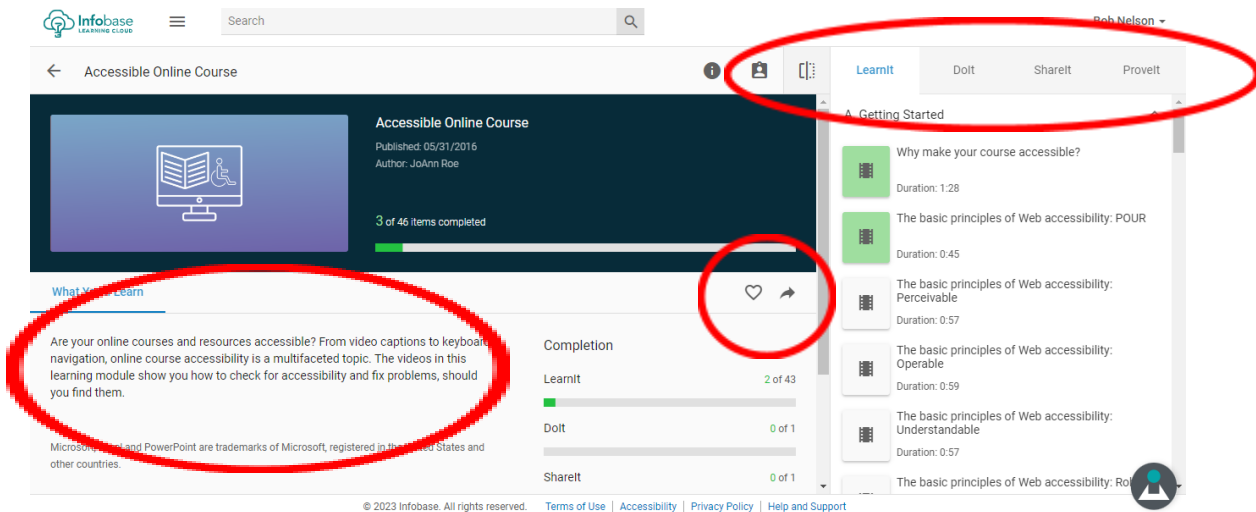 Infobase
LEARNING CLOUD
Search
Bob Nelson
Accessible Online Course
LearnIt
DoIt
ShareIt
ProveIt
Accessible Online Course
Published: 05/31/2016
Author: JoAnn Roe
3 of 46 items completed
What You'll Learn
Are your online courses and resources accessible? From video captions to keyboard
navigation, online course accessibility is a multifaceted topic. The videos in this
learning module show you how to check for accessibility and fix problems, should
you find them.
Microsoft, and PowerPoint are trademarks of Microsoft, registered in the United States and
other countries.
Completion
LearnIt
2 of 43
DoIt
0 of 1
ShareIt
0 of 1
A. Getting Started
Why make your course accessible?
Duration: 1:28
The basic principles of Web accessibility: POUR
Duration: 0:45
The basic principles of Web accessibility:
Perceivable
Duration: 0:57
The basic principles of Web accessibility:
Operable
Duration: 0:59
The basic principles of Web accessibility:
Understandable
Duration: 0:57
The basic principles of Web accessibility:
© 2023 Infobase. All rights reserved. Terms of Use | Accessibility | Privacy Policy | Help and Support